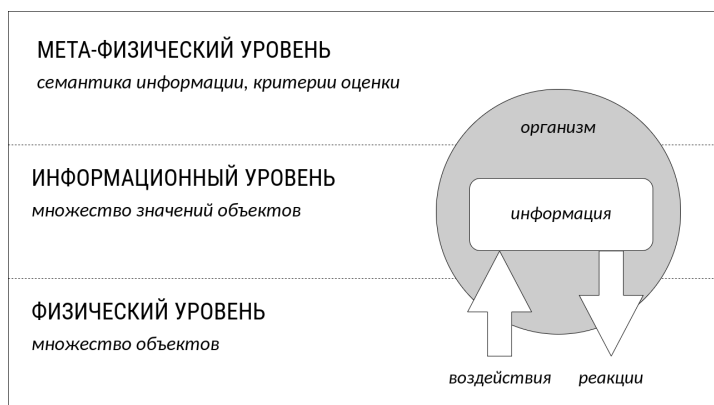 МЕТА-ФИЗИЧЕСКИЙ УРОВЕНЬ
семантика информации, критерии оценки
организм
ИНФОРМАЦИОННЫЙ УРОВЕНЬ
множество значений объектов
информация
ФИЗИЧЕСКИЙ УРОВЕНЬ
множество объектов
воздействия
реакции